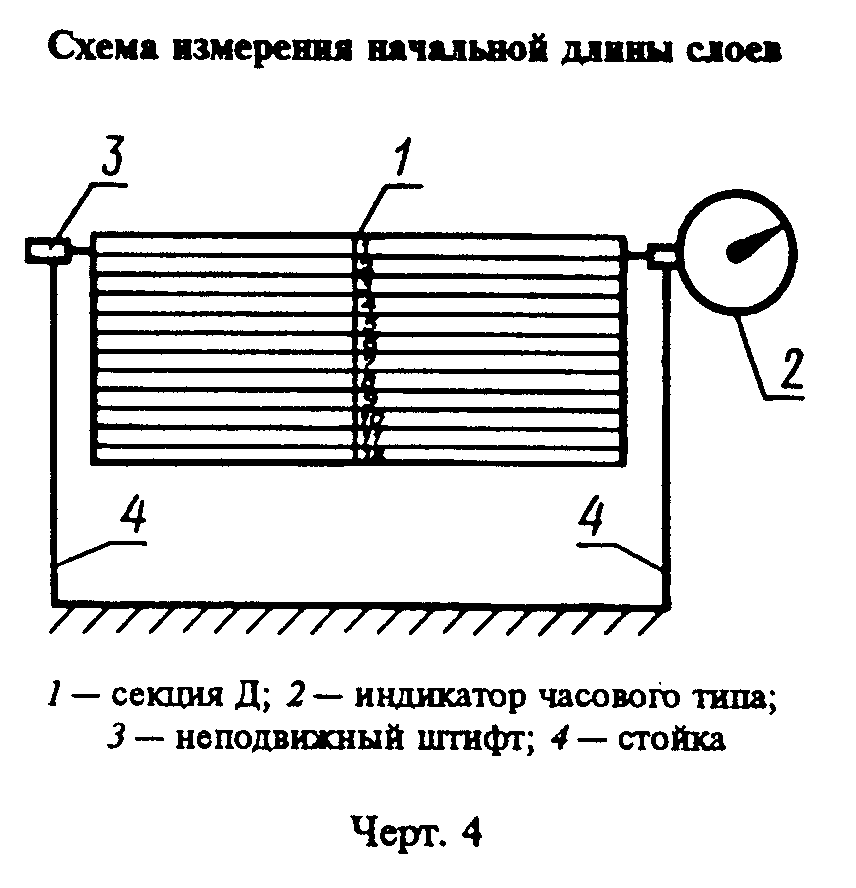 Схема измерения начальной длины слоев
3 1
2
4 4
1 — секция Д; 2 — индикатор часового типа;
3 — неподвижный штифт; 4 — стойка
Черт. 4